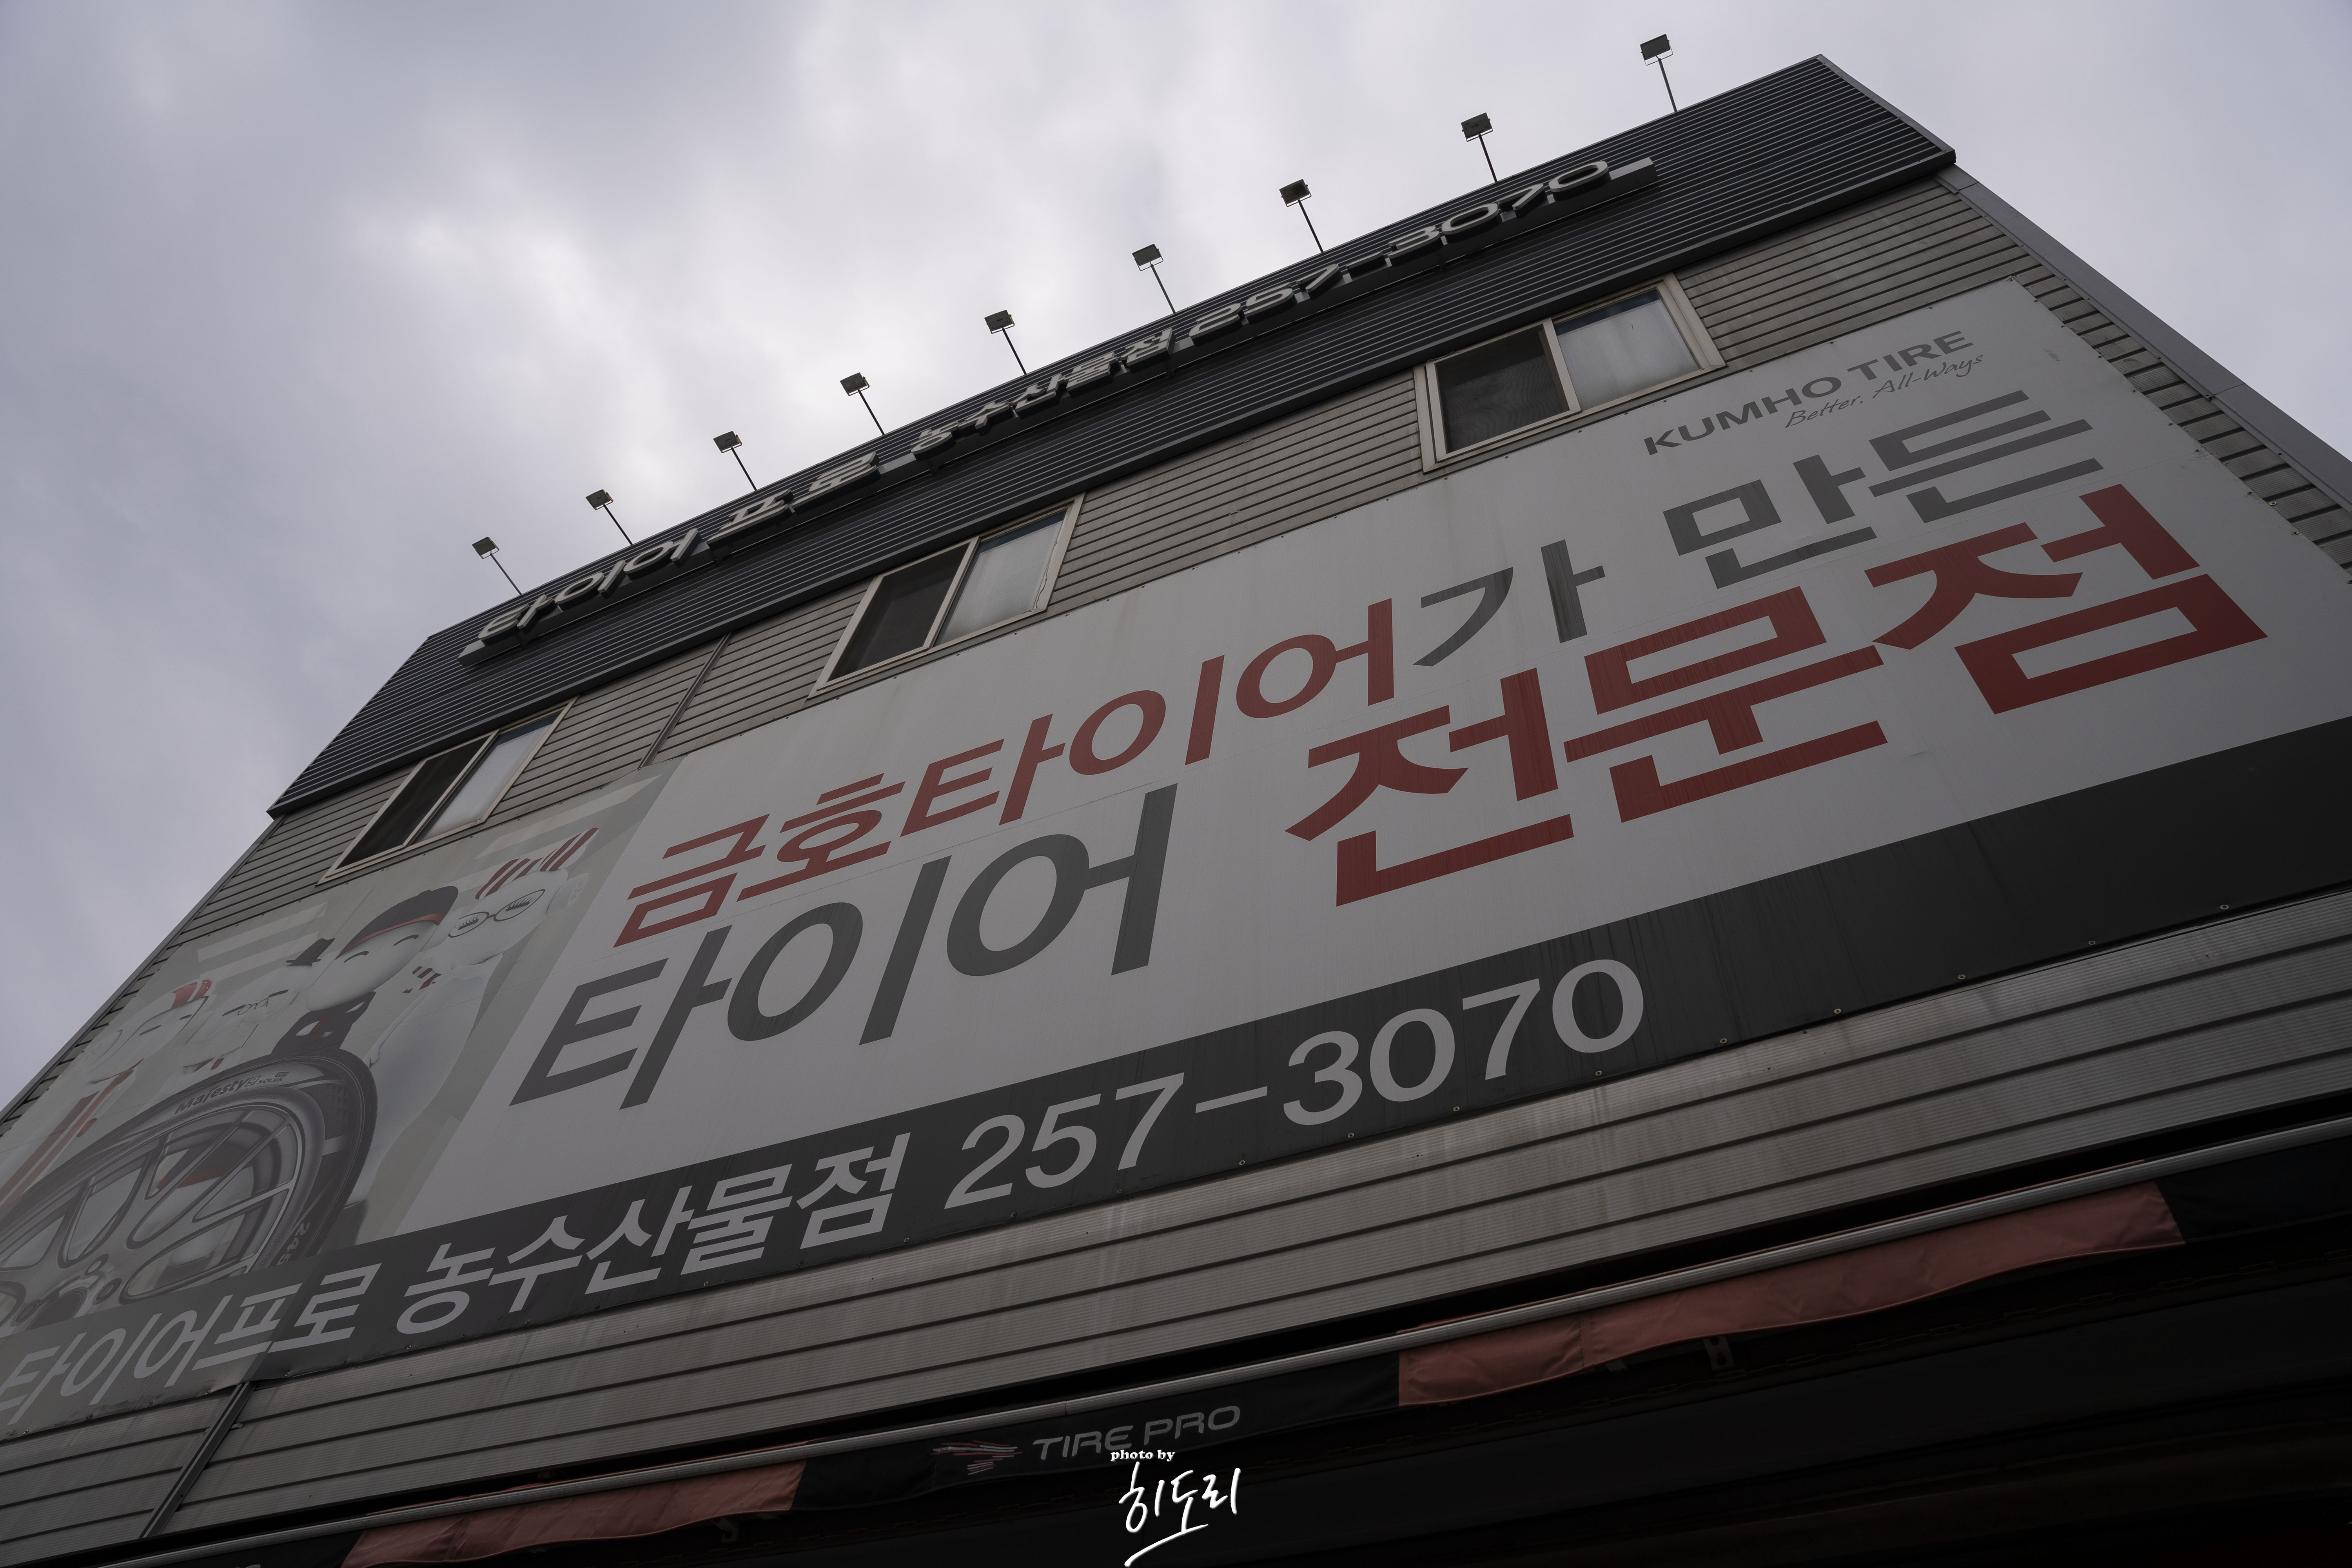 타이어프로 농수산물점 257-3070
KUMHO TIRE
Better, All-Ways
금호타이어가 만든
타이어 전문점
Majesty9
타이어프로 농수산물점 257-3070
TIRE PRO
photo by
히도리